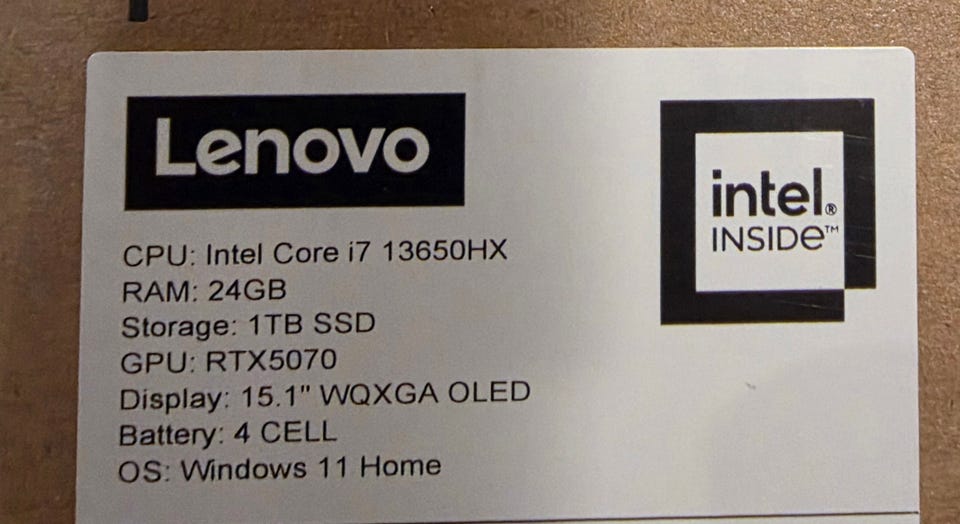 Lenovo
intel®
INSIDE™
CPU: Intel Core i7 13650HX
RAM: 24GB
Storage: 1TB SSD
GPU: RTX5070
Display: 15.1" WQXGA OLED
Battery: 4 CELL
OS: Windows 11 Home